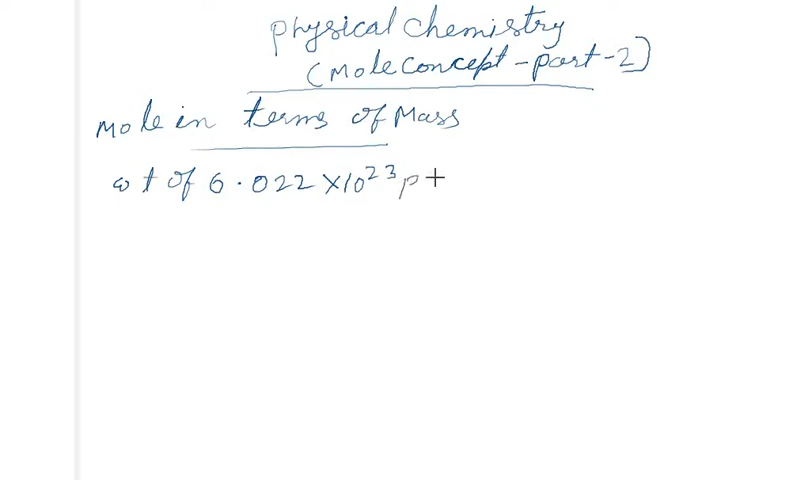 Physical Chemistry
(Mole Concept-part-2)
Mole in terms of Mass
wt of 6.022 × 10²³ p